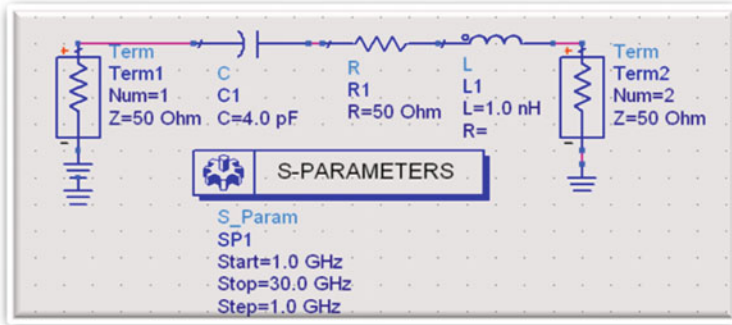 +
Term
Term1
Num=1
Z=50 Ohm
-
C
C1
C=4.0 pF
R
R1
R=50 Ohm
L
L1
L=1.0 nH
R=
+
Term
Term2
Num=2
Z=50 Ohm
-
S-PARAMETERS
S_Param
SP1
Start=1.0 GHz
Stop=30.0 GHz
Step=1.0 GHz